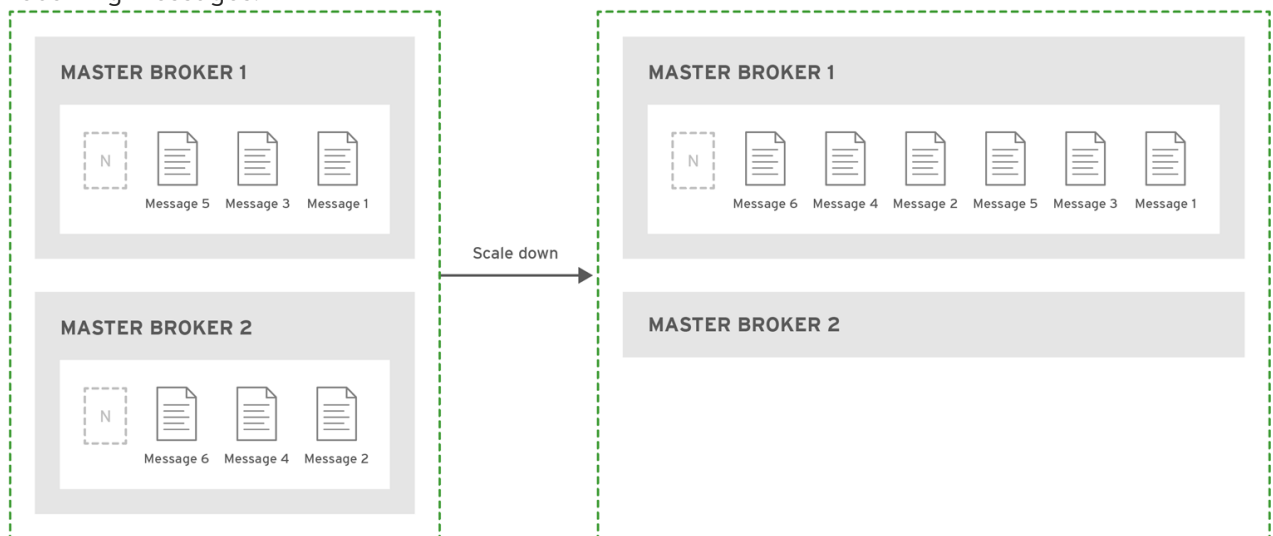 MASTER BROKER 1
N
Message 5 Message 3 Message 1
MASTER BROKER 2
N
Message 6 Message 4 Message 2
Scale down
MASTER BROKER 1
N
Message 6 Message 4 Message 2 Message 5 Message 3 Message 1
MASTER BROKER 2